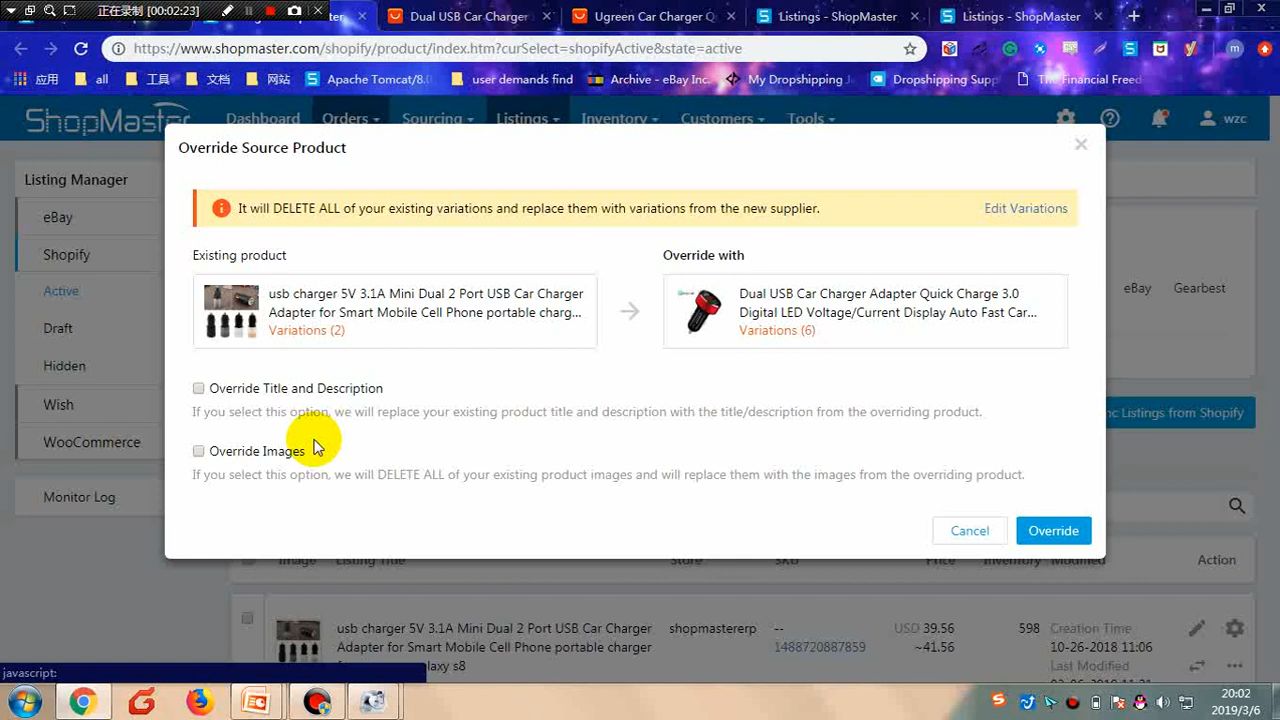 正在录制 [00:02:23]
Dual USB Car Charger
Ugreen Car Charger Q
Listings - ShopMaster
Listings - ShopMaster
https://www.shopmaster.com/shopify/product/index.htm?curSelect=shopifyActive&state=active
应用
all
工具
文档
网站
Apache Tomcat/8.(
user demands find
Archive - eBay Inc.
My Dropshipping
Dropshipping Supp
The Financial Freed
ShopMaster
Dashboard
Orders
Sourcing
Listings
Inventory
Customers
Tools
wzc
Override Source Product
Listing Manager
It will DELETE ALL of your existing variations and replace them with variations from the new supplier.
Edit Variations
eBay
Shopify
Existing product
Override with
Active
usb charger 5V 3.1A Mini Dual 2 Port USB Car Charger
Adapter for Smart Mobile Cell Phone portable charg...
Variations (2)
Dual USB Car Charger Adapter Quick Charge 3.0
Digital LED Voltage/Current Display Auto Fast Car...
Variations (6)
eBay
Gearbest
Draft
Hidden
Override Title and Description
If you select this option, we will replace your existing product title and description with the title/description from the overriding product.
Wish
WooCommerce
nc Listings from Shopify
Override Images
If you select this option, we will DELETE ALL of your existing product images and will replace them with the images from the overriding product.
Monitor Log
Cancel
Override
Image
Listing Title
Store
SKU
Price
Inventory
Modified
Action
usb charger 5V 3.1A Mini Dual 2 Port USB Car Charger
Adapter for Smart Mobile Cell Phone portable charger
laxy s8
shopmastererp
--
1488720887859
USD 39.56
~41.56
598
Creation Time
10-26-2018 11:06
Last Modified
javascript:
20:02
2019/3/6